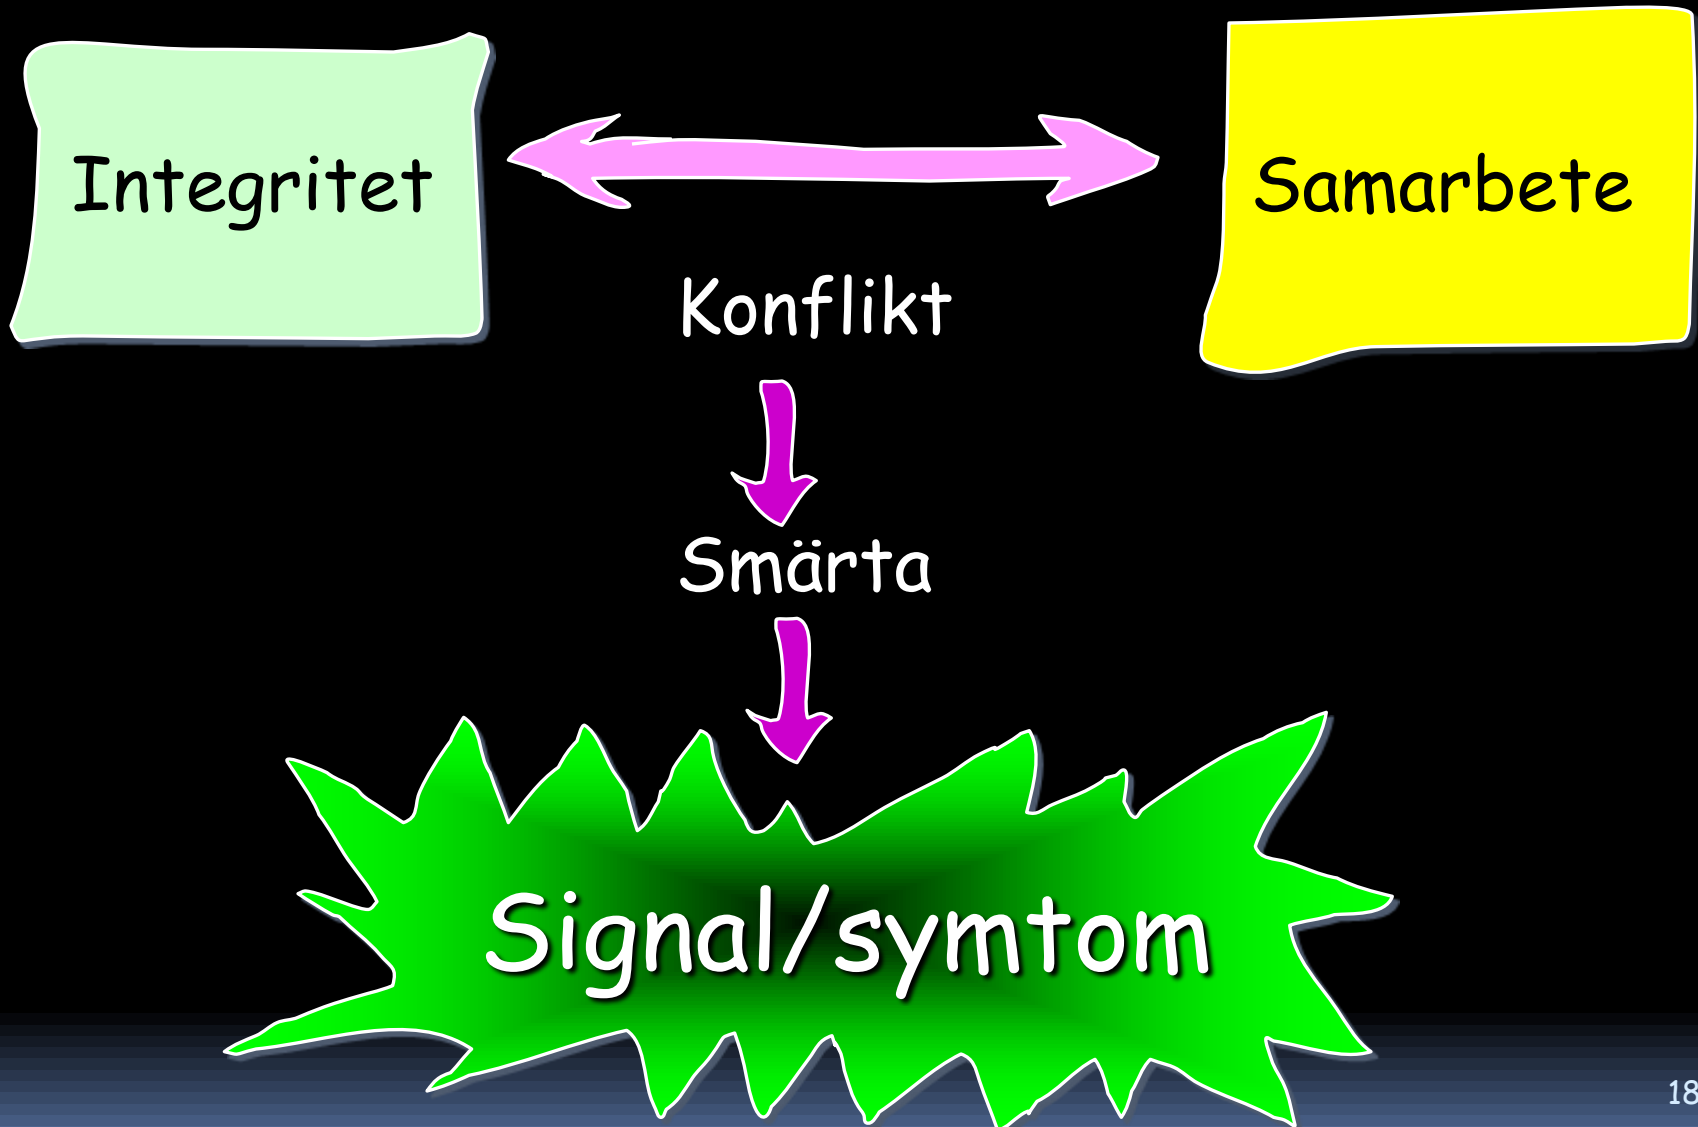 Integritet
Samarbete
Konflikt
Smärta
Signal/symtom
18